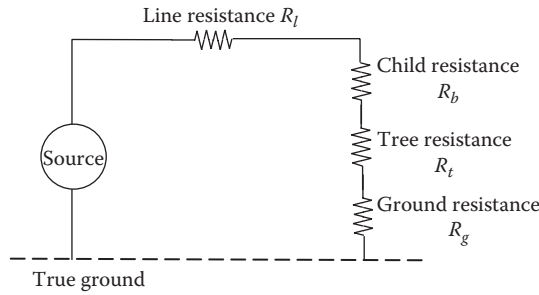 Line resistance R_l
Child resistance
R_b
Source
Tree resistance
R_t
Ground resistance
R_g
True ground